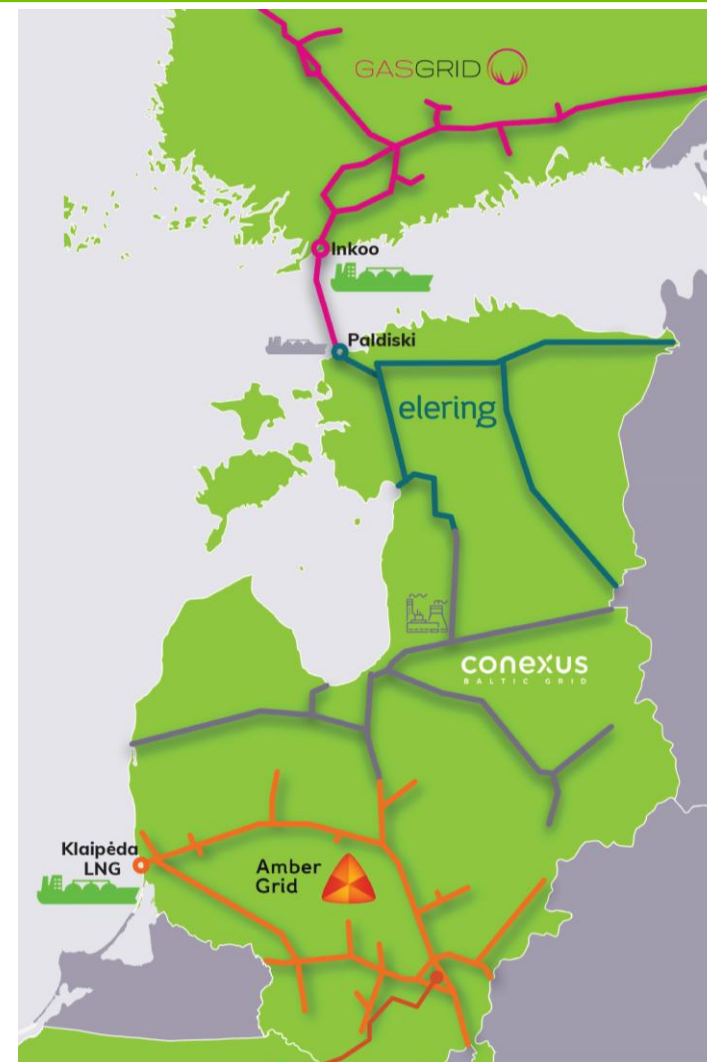 GASGRID
Inkoo
Paldiski
elering
conexus
BALTIC GRID
Klaipėda
LNG
Amber
Grid